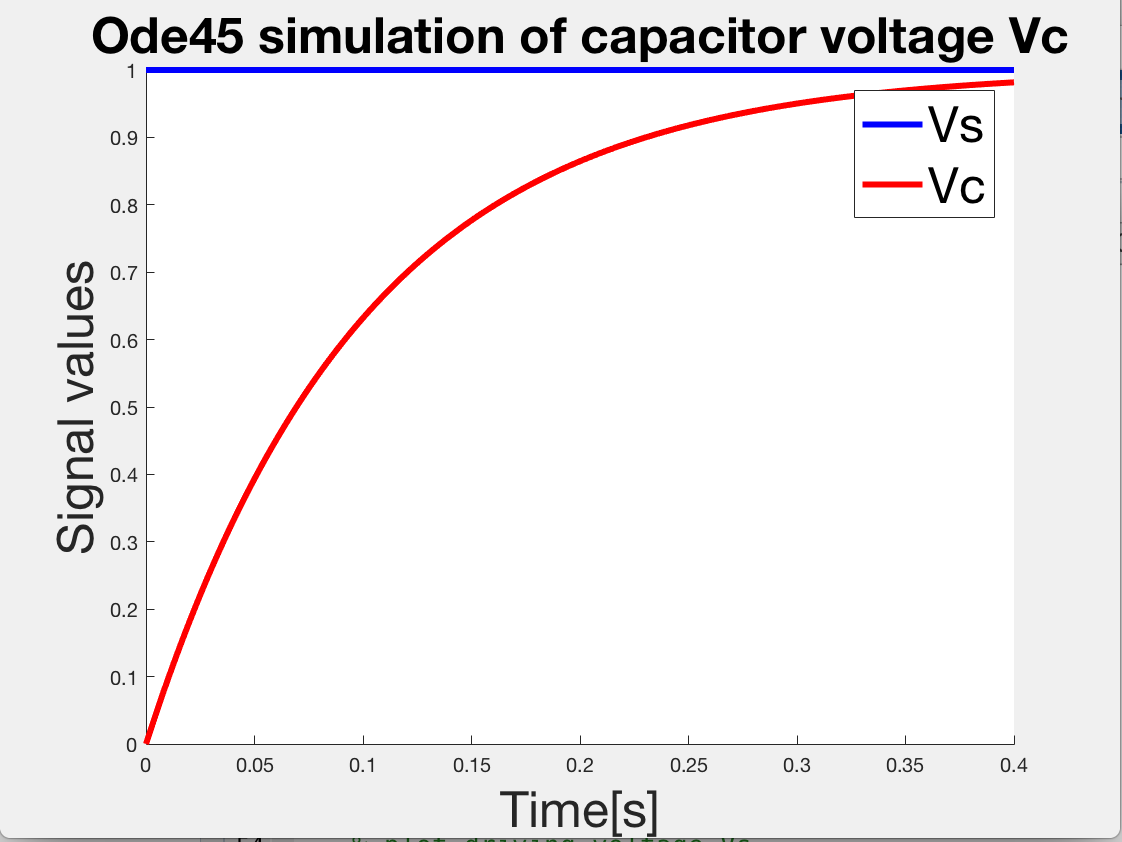 Ode45 simulation of capacitor voltage Vc
1
0.9
0.8
0.7
0.6
0.5
0.4
0.3
0.2
0.1
0
Signal values
Vs
Vc
0 0.05 0.1 0.15 0.2 0.25 0.3 0.35 0.4
Time[s]